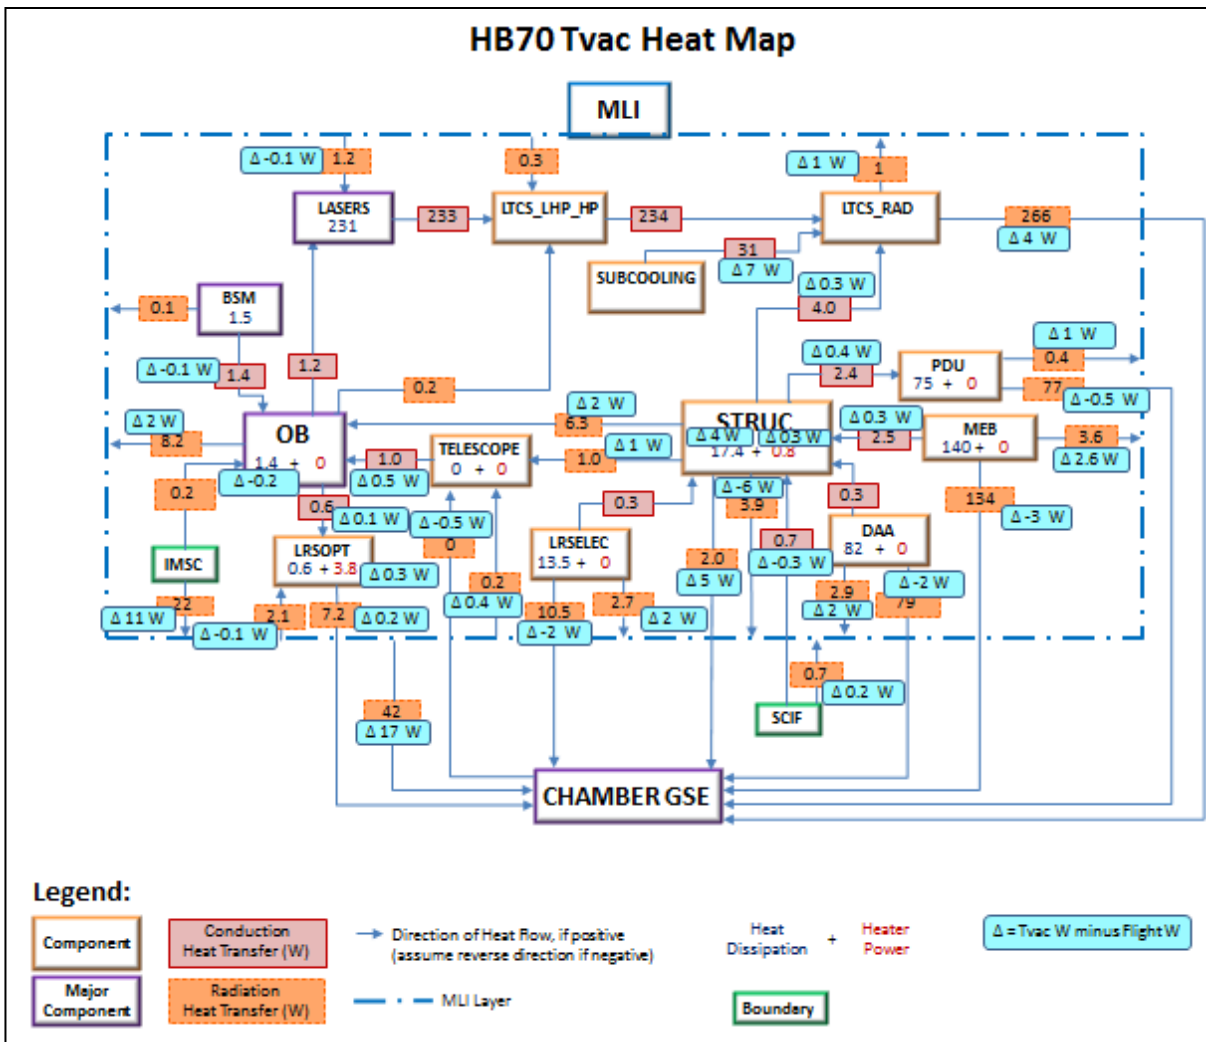 HB70 Tvac Heat Map
MLI
Δ -0.1 W
1.2
0.3
Δ 1 W
1
LASERS
231
233
LTCS_LHP_HP
234
LTCS_RAD
266
Δ 4 W
31
Δ 7 W
SUBCOOLING
Δ 0.3 W
4.0
BSM
1.5
0.1
Δ -0.1 W
1.4
1.2
0.2
Δ 0.4 W
2.4
PDU
75 + 0
Δ 1 W
0.4
77
Δ -0.5 W
Δ 2 W
8.2
OB
1.4 + 0
Δ -0.2
Δ 2 W
6.3
STRUC
Δ 4 W
Δ 0.3 W
17.4 + 0.8
Δ 0.3 W
2.5
MEB
140 + 0
3.6
Δ 2.6 W
1.0
Δ 0.5 W
TELESCOPE
0 + 0
Δ 1 W
1.0
0.2
0.6
Δ 0.1 W
Δ -0.5 W
0
0.3
Δ -6 W
3.9
0.3
134
Δ -3 W
IMSC
LRSOPT
0.6 + 3.8
Δ 0.3 W
0.2
Δ 0.4 W
LRSELEC
13.5 + 0
2.0
Δ 5 W
0.7
Δ -0.3 W
DAA
82 + 0
Δ -2 W
79
22
Δ 11 W
Δ -0.1 W
2.1
7.2
Δ 0.2 W
10.5
Δ -2 W
2.7
Δ 2 W
2.9
Δ 2 W
42
Δ 17 W
0.7
Δ 0.2 W
SCIF
CHAMBER GSE
Legend:
Component
Conduction
Heat Transfer (W)
Direction of Heat Flow, if positive
(assume reverse direction if negative)
Heat
Dissipation
+
Heater
Power
Δ = Tvac W minus Flight W
Major
Component
Radiation
Heat Transfer (W)
MLI Layer
Boundary